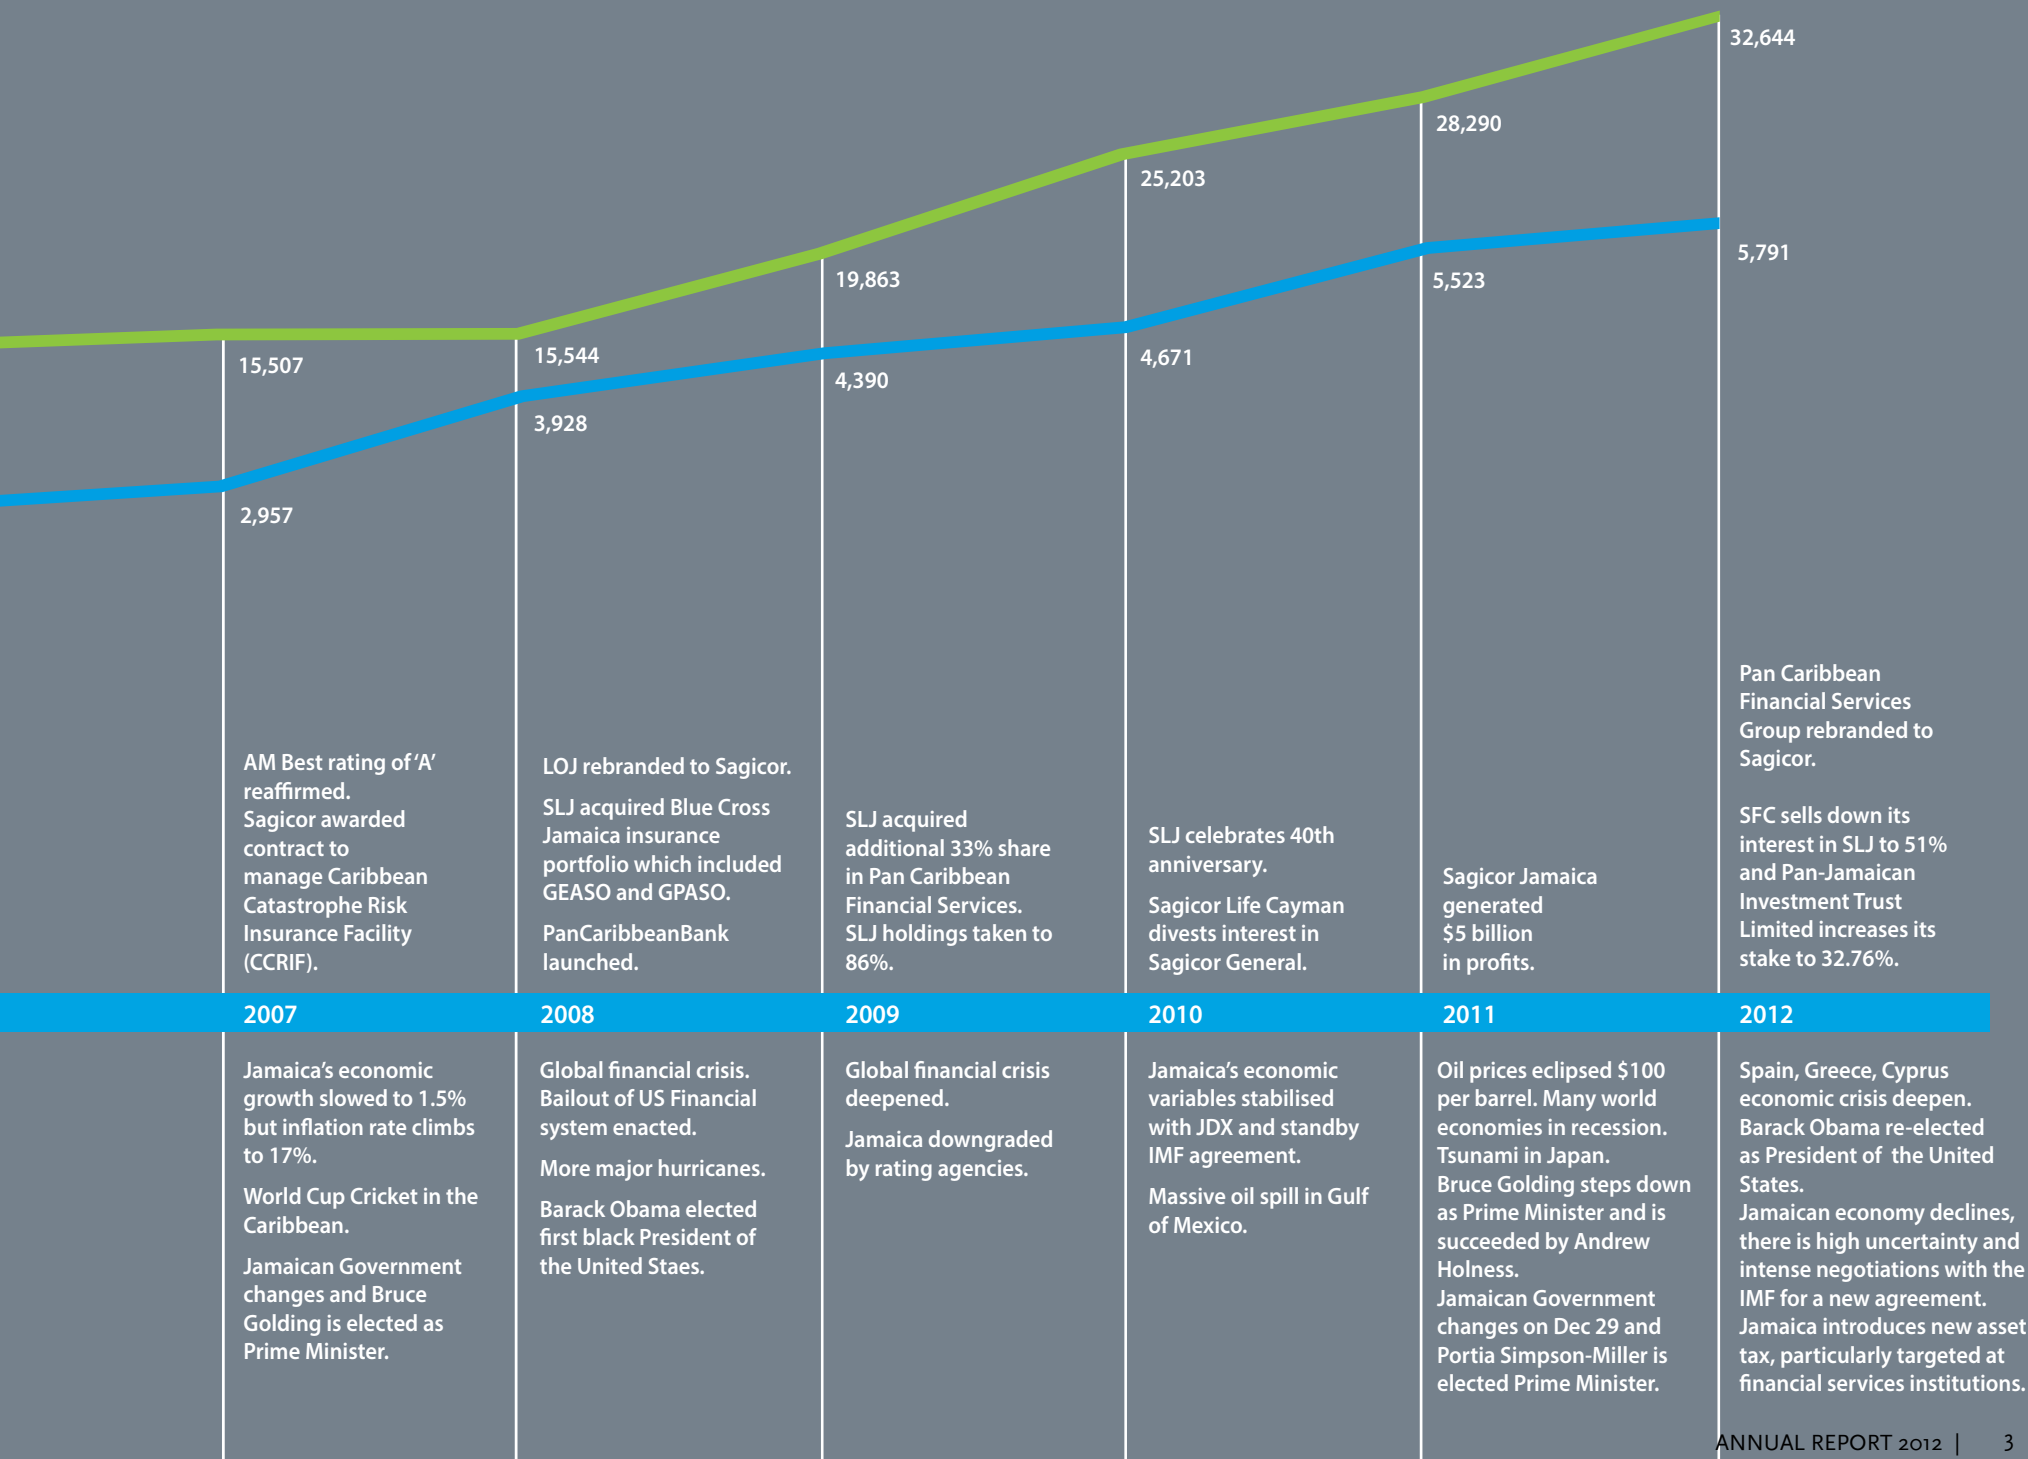 32,644
28,290
25,203
5,791
19,863
5,523
15,507
15,544
4,671
4,390
3,928
2,957
AM Best rating of ‘A’
reaffirmed.
Sagicor awarded
contract to
manage Caribbean
Catastrophe Risk
Insurance Facility
(CCRIF).
LOJ rebranded to Sagicor.
SLJ acquired Blue Cross
Jamaica insurance
portfolio which included
GEASO and GPASO.
PanCaribbeanBank
launched.
SLJ acquired
additional 33% share
in Pan Caribbean
Financial Services.
SLJ holdings taken to
86%.
SLJ celebrates 40th
anniversary.
Sagicor Life Cayman
divests interest in
Sagicor General.
Sagicor Jamaica
generated
$5 billion
in profits.
Pan Caribbean
Financial Services
Group rebranded to
Sagicor.
SFC sells down its
interest in SLJ to 51%
and Pan-Jamaican
Investment Trust
Limited increases its
stake to 32.76%.
2007
2008
2009
2010
2011
2012
Jamaica’s economic
growth slowed to 1.5%
but inflation rate climbs
to 17%.
World Cup Cricket in the
Caribbean.
Jamaican Government
changes and Bruce
Golding is elected as
Prime Minister.
Global financial crisis.
Bailout of US Financial
system enacted.
More major hurricanes.
Barack Obama elected
first black President of
the United Staes.
Global financial crisis
deepened.
Jamaica downgraded
by rating agencies.
Jamaica’s economic
variables stabilised
with JDX and standby
IMF agreement.
Massive oil spill in Gulf
of Mexico.
Oil prices eclipsed $100
per barrel. Many world
economies in recession.
Tsunami in Japan.
Bruce Golding steps down
as Prime Minister and is
succeeded by Andrew
Holness.
Jamaican Government
changes on Dec 29 and
Portia Simpson-Miller is
elected Prime Minister.
Spain, Greece, Cyprus
economic crisis deepen.
Barack Obama re-elected
as President of the United
States.
Jamaican economy declines,
there is high uncertainty and
intense negotiations with the
IMF for a new agreement.
Jamaica introduces new asset
tax, particularly targeted at
financial services institutions.
ANNUAL REPORT 2012 | 3